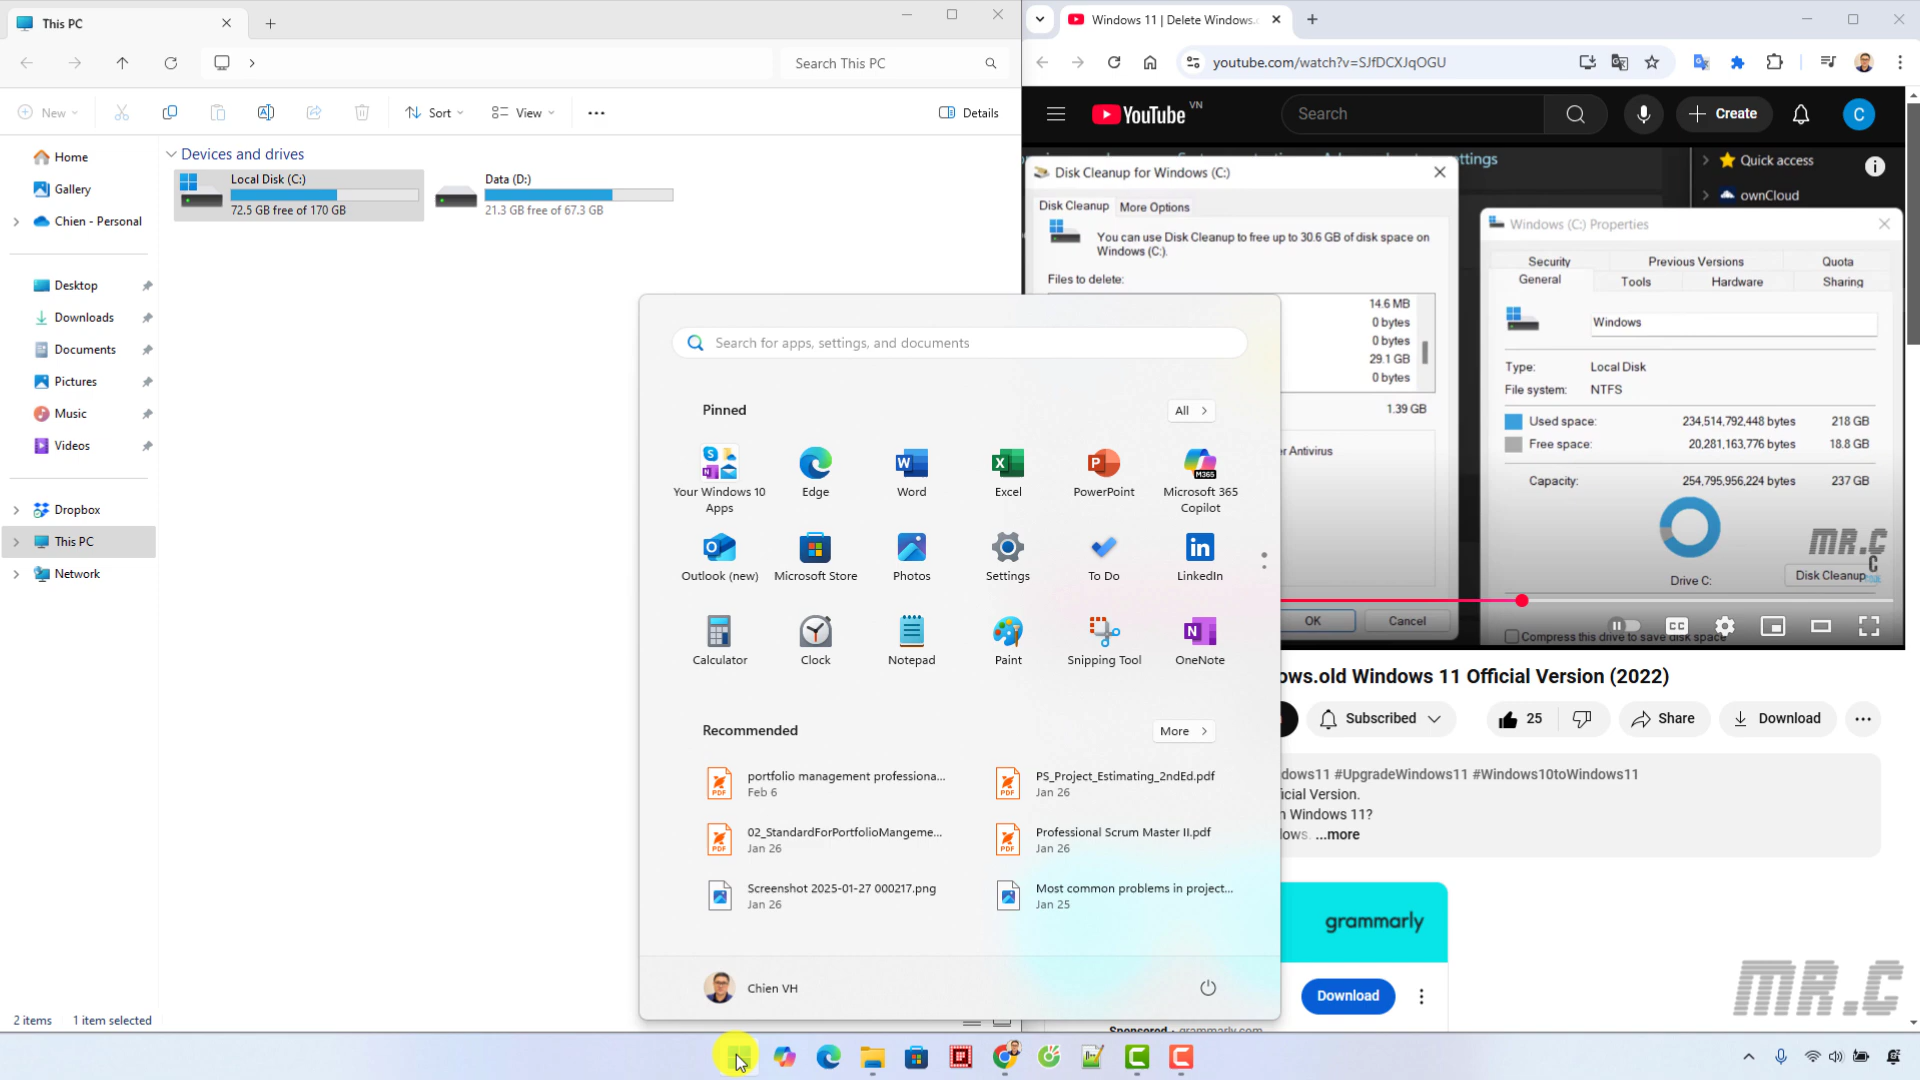 This PC
Search This PC
New
Sort
View
Details
Home
Gallery
Chien - Personal
Desktop
Downloads
Documents
Pictures
Music
Videos
Dropbox
This PC
Network
Devices and drives
Local Disk (C:)
72.5 GB free of 170 GB
Data (D:)
21.3 GB free of 67.3 GB
2 items
1 item selected
Search for apps, settings, and documents
Pinned
All
Your Windows 10 Apps
Edge
Word
Excel
PowerPoint
Microsoft 365 Copilot
M365
Outlook (new)
Microsoft Store
Photos
Settings
To Do
LinkedIn
Calculator
Clock
Notepad
Paint
Snipping Tool
OneNote
Recommended
More
portfolio management professiona...
Feb 6
PS_Project_Estimating_2ndEd.pdf
Jan 26
02_StandardForPortfolioMangeme...
Jan 26
Professional Scrum Master II.pdf
Jan 26
Screenshot 2025-01-27 000217.png
Jan 26
Most common problems in project...
Jan 25
Chien VH
Windows 11 | Delete Windows.
youtube.com/watch?v=SJfDCXJqOGU
YouTube VN
Search
Create
C
ttings
Disk Cleanup for Windows (C:)
Disk Cleanup
More Options
You can use Disk Cleanup to free up to 30.6 GB of disk space on
Windows (C:).
Files to delete:
14.6 MB
0 bytes
0 bytes
29.1 GB
0 bytes
1.39 GB
r Antivirus
OK
Cancel
Quick access
ownCloud
Windows (C:) Properties
Security
Previous Versions
Quota
General
Tools
Hardware
Sharing
Windows
Type: Local Disk
File system: NTFS
Used space: 234,514,792,448 bytes 218 GB
Free space: 20,281,163,776 bytes 18.8 GB
Capacity: 254,795,956,224 bytes 237 GB
Drive C:
Disk Cleanup
MR.C
Compress this drive to save disk space
ows.old Windows 11 Official Version (2022)
Subscribed
25
Share
Download
dows11 #UpgradeWindows11 #Windows10toWindows11
icial Version.
n Windows 11?
lows. ...more
grammarly
Download
Sponsored · grammarly.com
MR.C